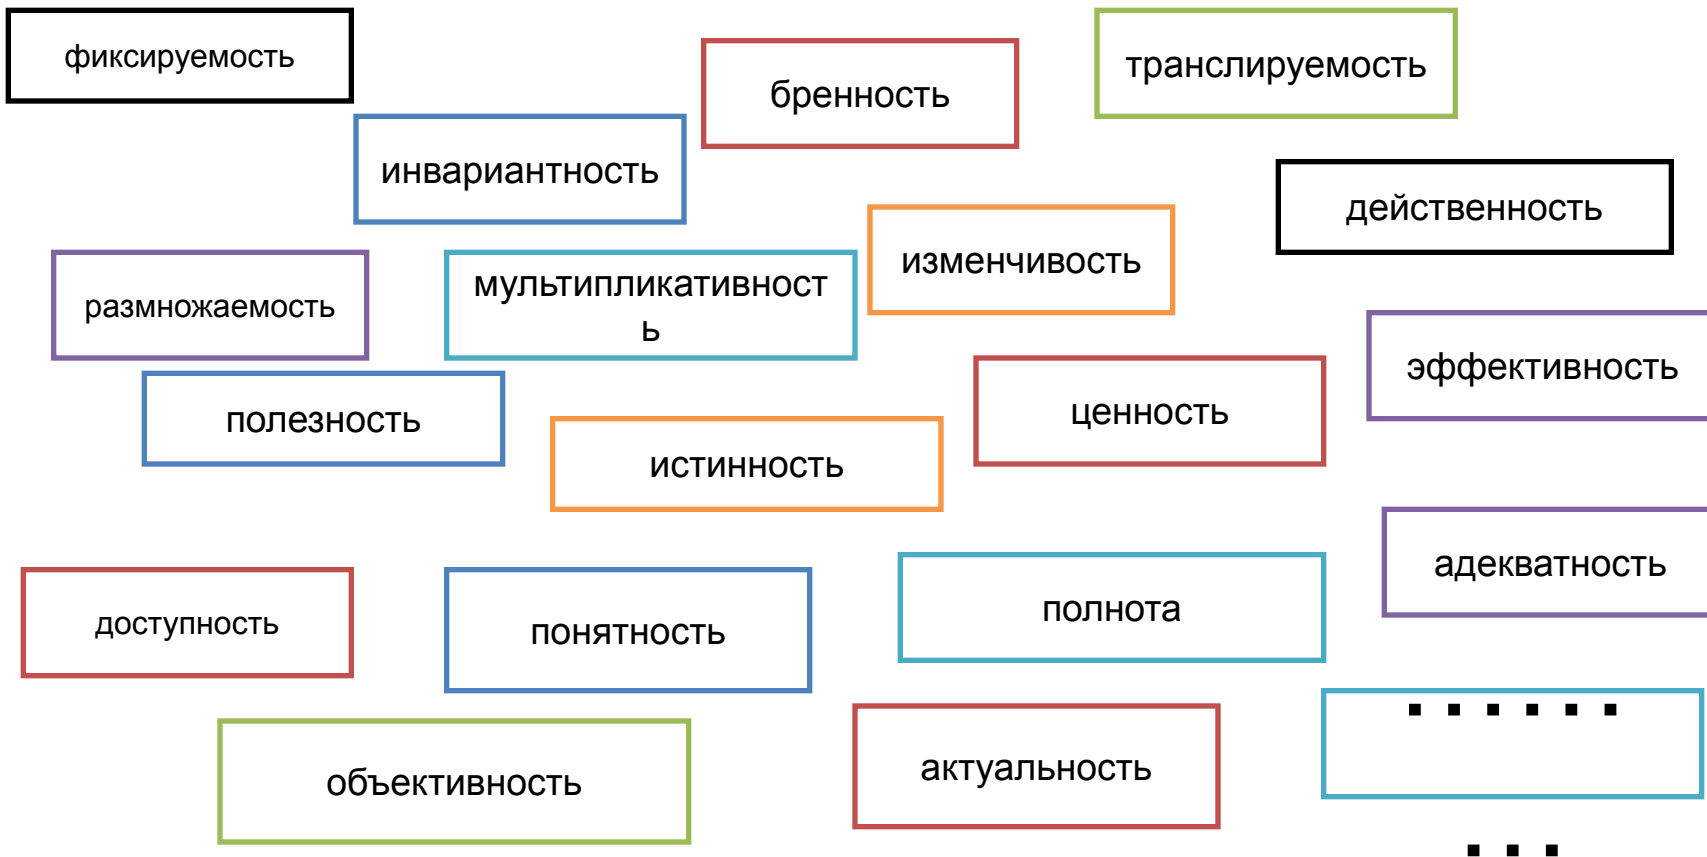 фиксируемость
бренность
транслируемость
инвариантность
действенность
изменчивость
размножаемость
мультипликативност
ь
эффективность
полезность
ценность
истинность
адекватность
доступность
понятность
полнота
......
объективность
актуальность
...